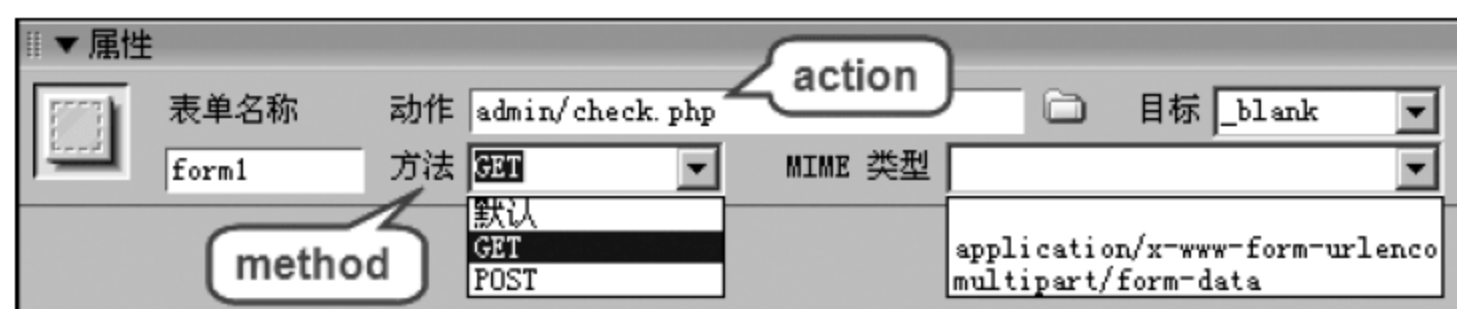 属性
action
表单名称 动作 admin/check.php 目标 _blank
form1 方法 GET MIME 类型
默认
GET
POST
method
application/x-www-form-urlenco
multipart/form-data